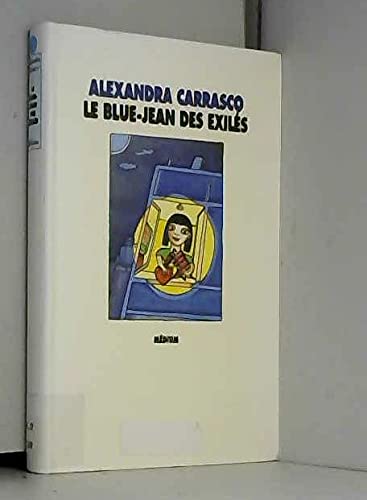 ALEXANDRA CARRASCO
LE BLUE-JEAN DES EXILÉS
MÉDIUM